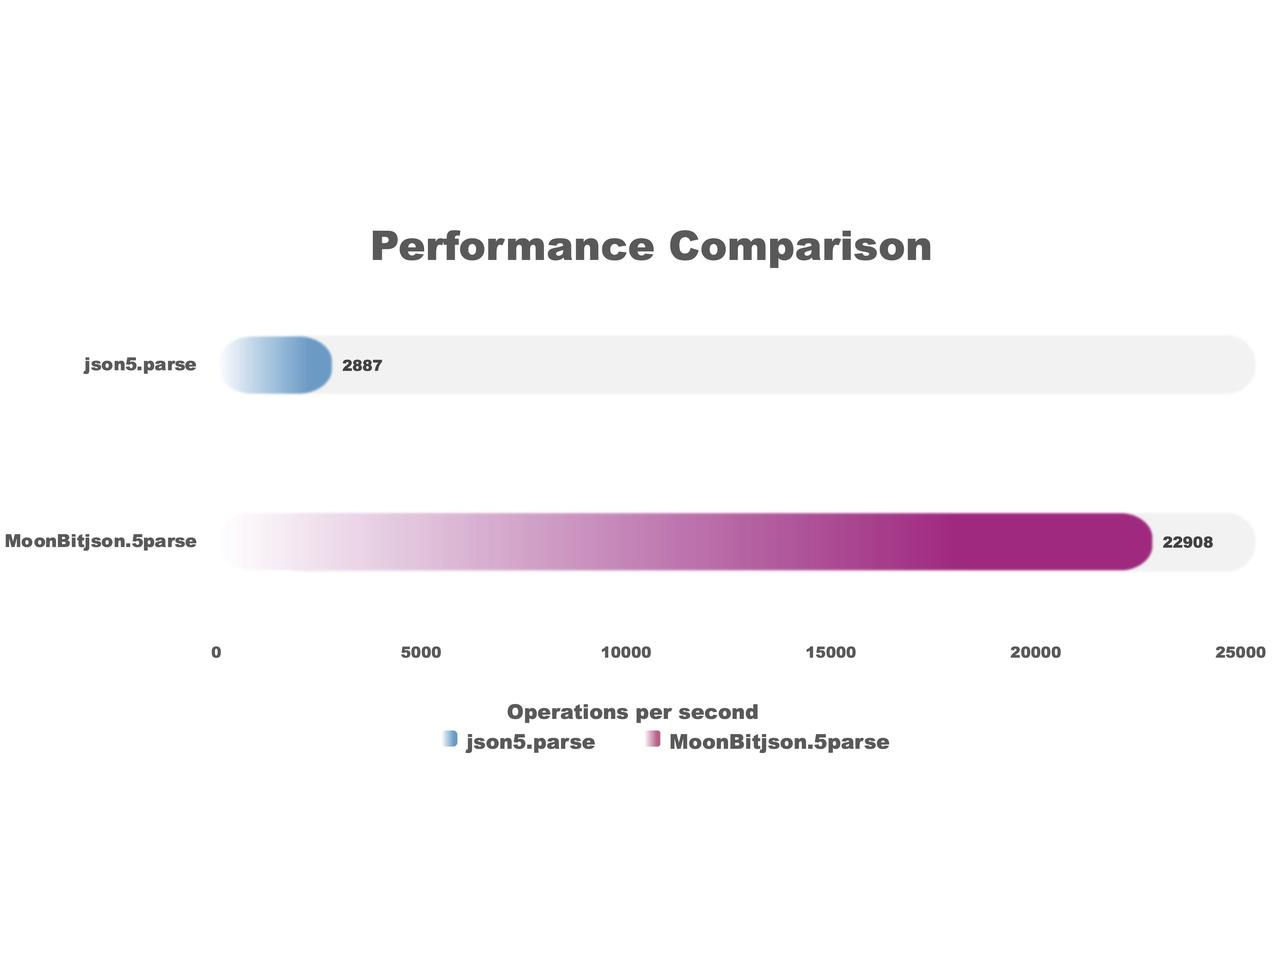 Performance Comparison
json5.parse
2887
MoonBitjson.5parse
22908
0 5000 10000 15000 20000 25000
Operations per second
json5.parse MoonBitjson.5parse